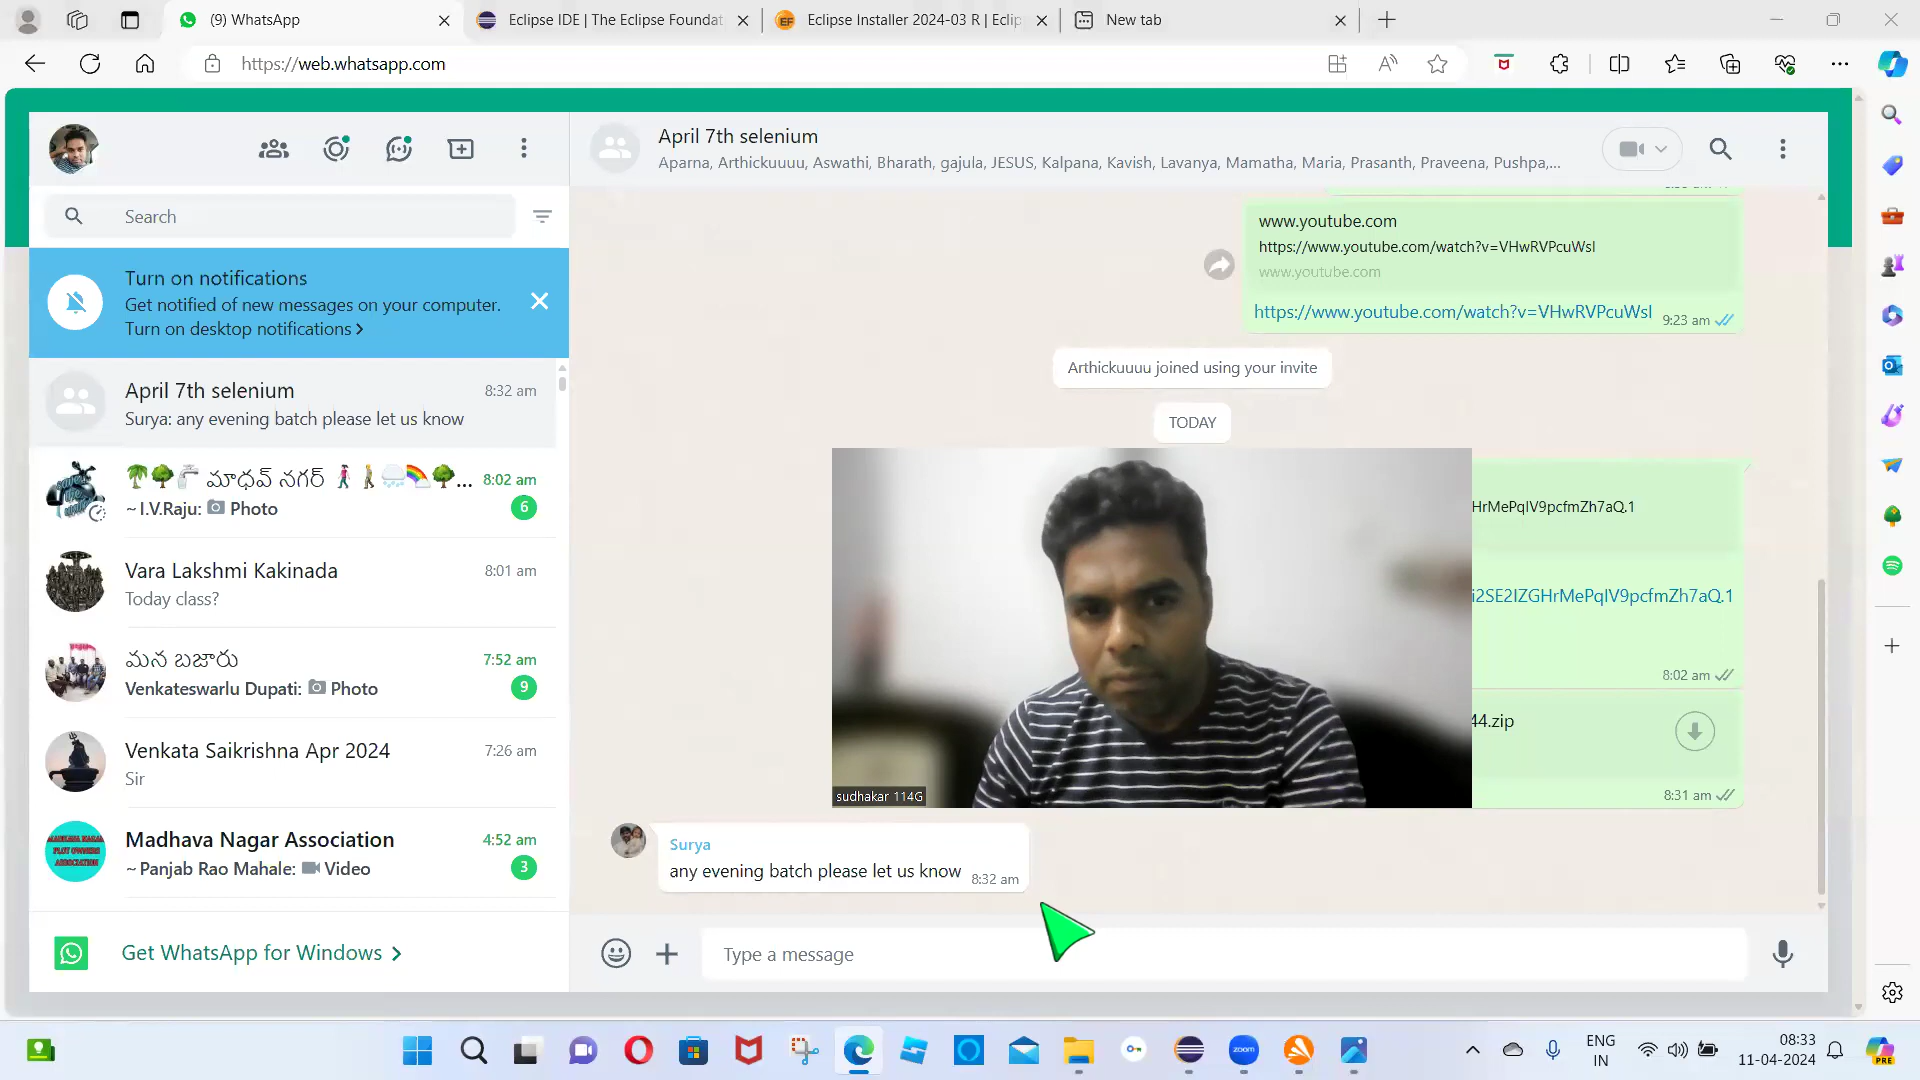 (9) WhatsApp
Eclipse IDE | The Eclipse Foundat
Eclipse Installer 2024-03 R | Eclip
New tab
https://web.whatsapp.com
April 7th selenium
Aparna, Arthickuuuu, Aswathi, Bharath, gajula, JESUS, Kalpana, Kavish, Lavanya, Mamatha, Maria, Prasanth, Praveena, Pushpa,...
Search
Turn on notifications
Get notified of new messages on your computer.
Turn on desktop notifications >
April 7th selenium 8:32 am
Surya: any evening batch please let us know
మాధవ్ నగర్ ... 8:02 am
~ I.V.Raju: Photo 6
Vara Lakshmi Kakinada 8:01 am
Today class?
మన బజారు 7:52 am
Venkateswarlu Dupati: Photo 9
Venkata Saikrishna Apr 2024 7:26 am
Sir
Madhava Nagar Association 4:52 am
~ Panjab Rao Mahale: Video 3
Get WhatsApp for Windows >
www.youtube.com
https://www.youtube.com/watch?v=VHwRVPcuWsI
www.youtube.com
https://www.youtube.com/watch?v=VHwRVPcuWsI
9:23 am
Arthickuuuu joined using your invite
TODAY
HrMePqIV9pcfmZh7aQ.1
i2SE2IZGHrMePqIV9pcfmZh7aQ.1
8:02 am
44.zip
8:31 am
sudhakar 114G
Surya
any evening batch please let us know 8:32 am
Type a message
zoom
ENG
IN
08:33
11-04-2024
PRE